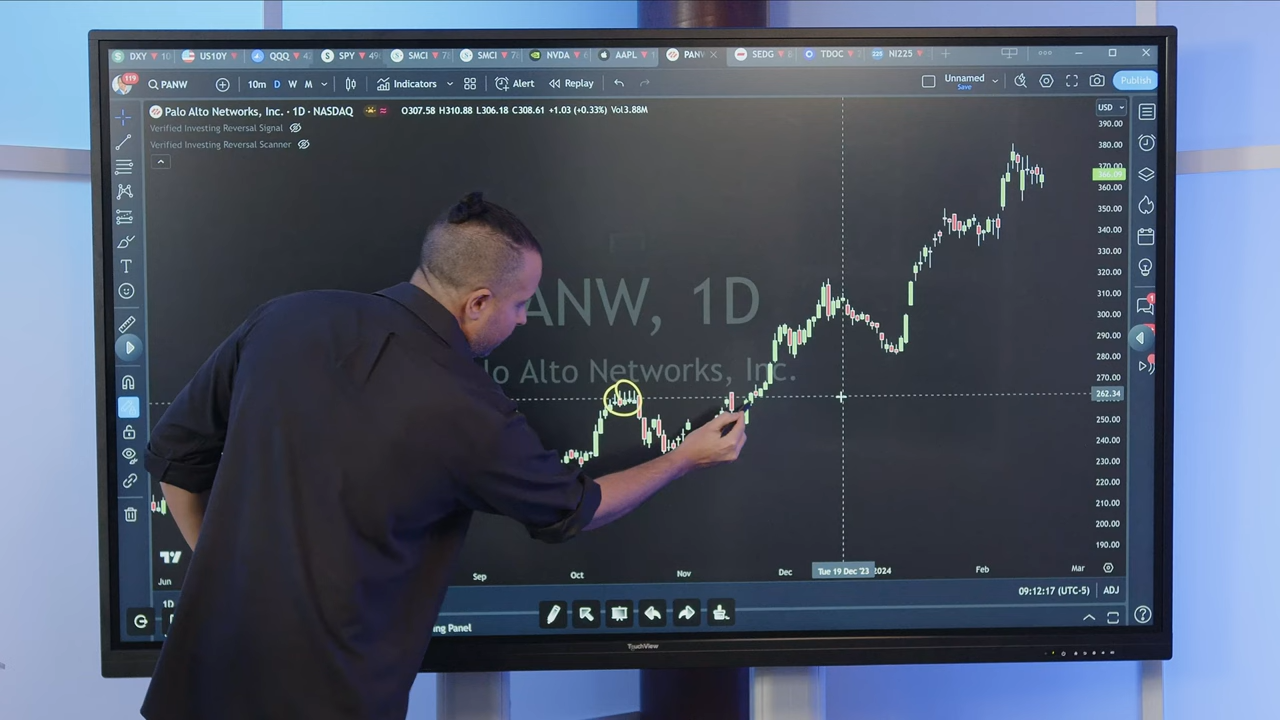 DXY QQQ SPY SMCI SMCI NVDA AAPL PANW SEDG TDOC NI225
US10Y
119 PANW 10m D W M Indicators Alert Replay Unnamed Publish
Save
Palo Alto Networks, Inc. · 1D · NASDAQ O307.58 H310.88 L306.18 C308.61 +1.03 (+0.33%) Vol3.88M USD
Verified Investing Reversal Signal
Verified Investing Reversal Scanner
390.00
380.00
370.00
366.09
360.00
350.00
340.00
330.00
320.00
310.00
300.00
290.00
280.00
270.00
262.34
250.00
240.00
230.00
220.00
210.00
200.00
190.00
ANW, 1D
lo Alto Networks, Inc.
Jun Sep Oct Nov Dec Tue 19 Dec '23 2024 Feb Mar
1D 09:12:17 (UTC-5) ADJ
ng Panel
TouchView